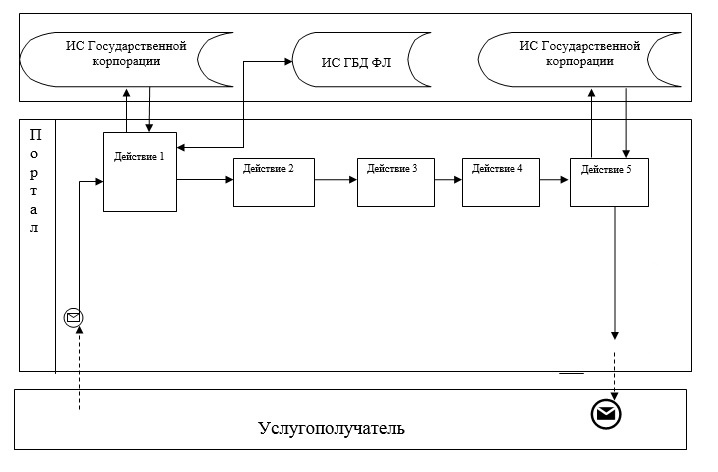 ИС Государственной
корпорации
ИС ГБД ФЛ
ИС Государственной
корпорации
Портал
Действие 1
Действие 2
Действие 3
Действие 4
Действие 5
Услугополучатель